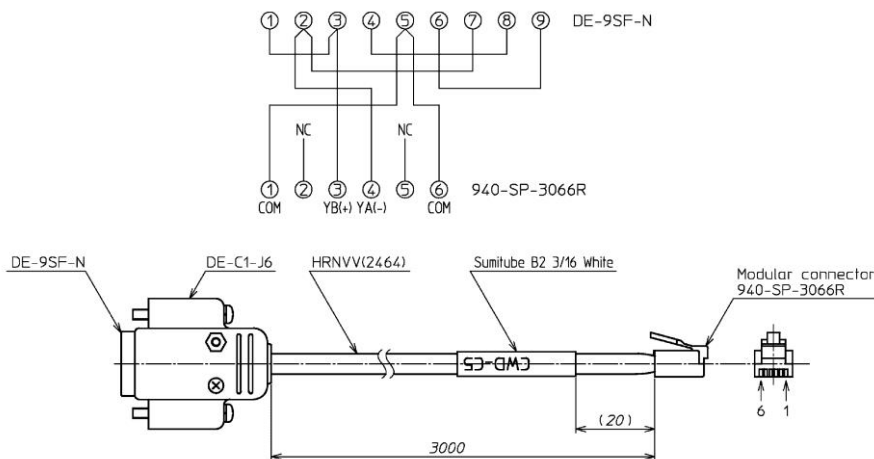 ① ② ③ ④ ⑤ ⑥ ⑦ ⑧ ⑨ DE-9SF-N
NC NC
① ② ③ ④ ⑤ ⑥ 940-SP-3066R
COM YB(+) YA(-) COM
DE-9SF-N DE-C1-J6 HRNVV(2464) Sumitube B2 3/16 White
Modular connector
940-SP-3066R
CWD-C5
6 1
(20)
3000